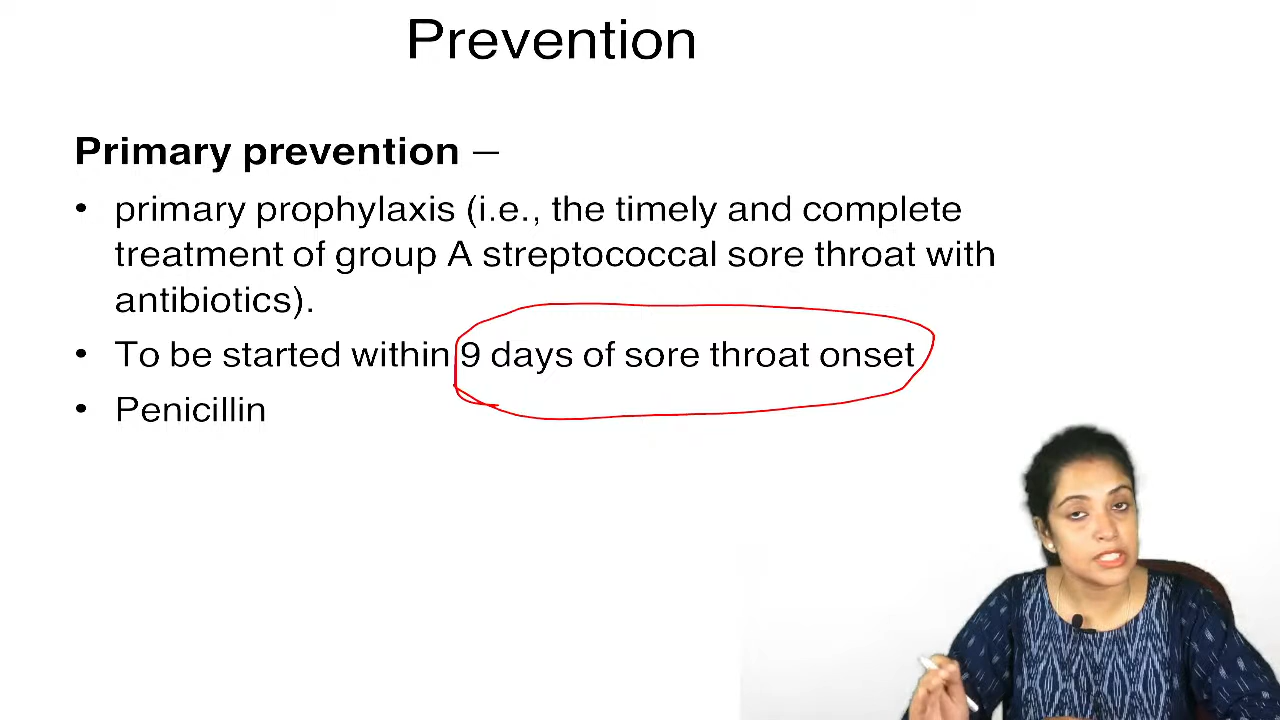 Prevention
Primary prevention —
• primary prophylaxis (i.e., the timely and complete
treatment of group A streptococcal sore throat with
antibiotics).
• To be started within 9 days of sore throat onset
• Penicillin